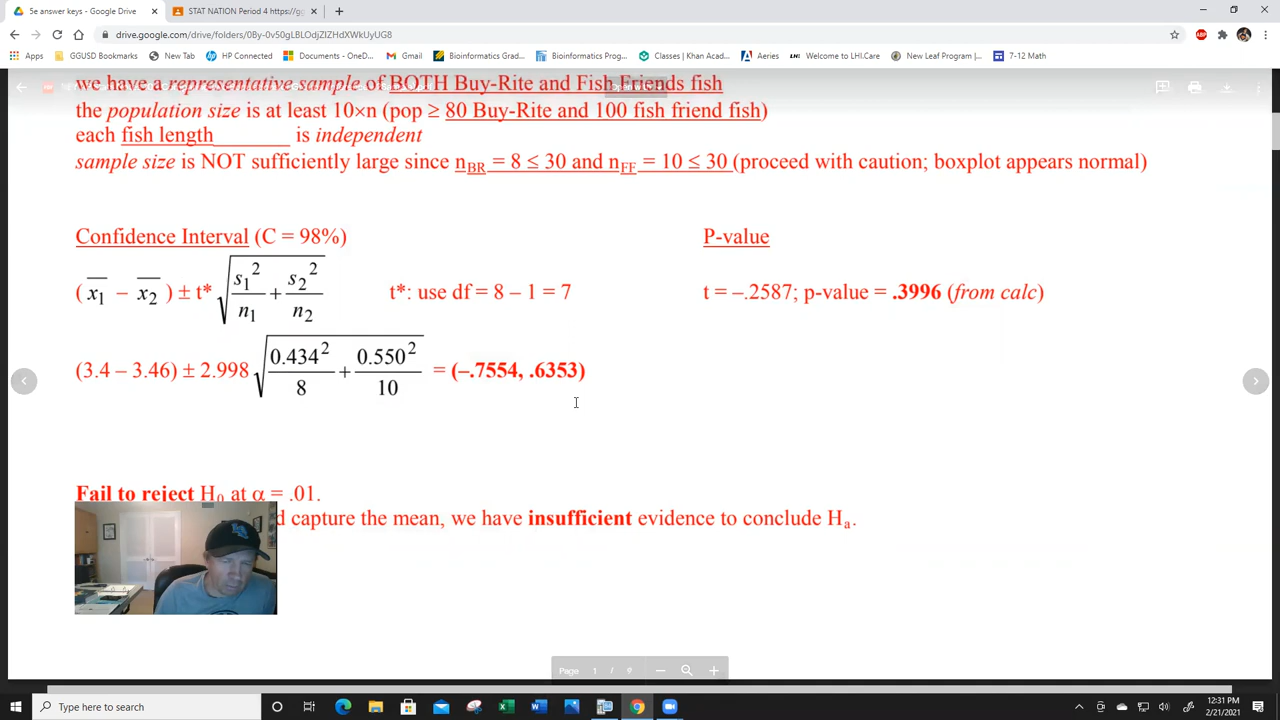 5e answer keys - Google Drive
STAT NATION Period 4 https://g
drive.google.com/drive/folders/0By-0v50gLBLOdjZIZHdXWkUyUG8
Apps
GGUSD Bookmarks
New Tab
HP Connected
Documents - OneD...
Gmail
Bioinformatics Grad...
Bioinformatics Prog...
Classes | Khan Acad...
Aeries
Welcome to LHI.Care
New Leaf Program |...
7-12 Math
we have a representative sample of BOTH Buy-Rite and Fish Friends fish
the population size is at least 10×n (pop ≥ 80 Buy-Rite and 100 fish friend fish)
each fish length_______ is independent
sample size is NOT sufficiently large since nBR = 8 ≤ 30 and nFF = 10 ≤ 30 (proceed with caution; boxplot appears normal)
Confidence Interval (C = 98%)
P-value
( x̅1 – x̅2 ) ± t* √(s1²/n1 + s2²/n2)
t*: use df = 8 – 1 = 7
t = –.2587; p-value = .3996 (from calc)
(3.4 – 3.46) ± 2.998 √(0.434²/8 + 0.550²/10) = (–.7554, .6353)
Fail to reject H0 at α = .01.
d capture the mean, we have insufficient evidence to conclude Ha.
Page 1 / 9
Type here to search
12:31 PM
2/21/2021